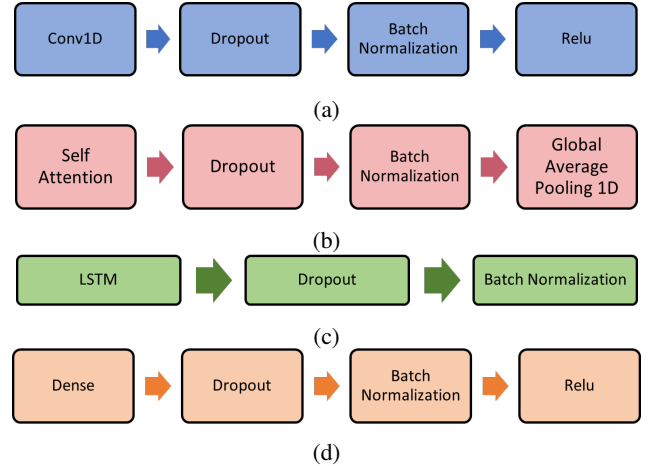 Conv1D
Dropout
Batch
Normalization
Relu
(a)
Self
Attention
Dropout
Batch
Normalization
Global
Average
Pooling 1D
(b)
LSTM
Dropout
Batch Normalization
(c)
Dense
Dropout
Batch
Normalization
Relu
(d)